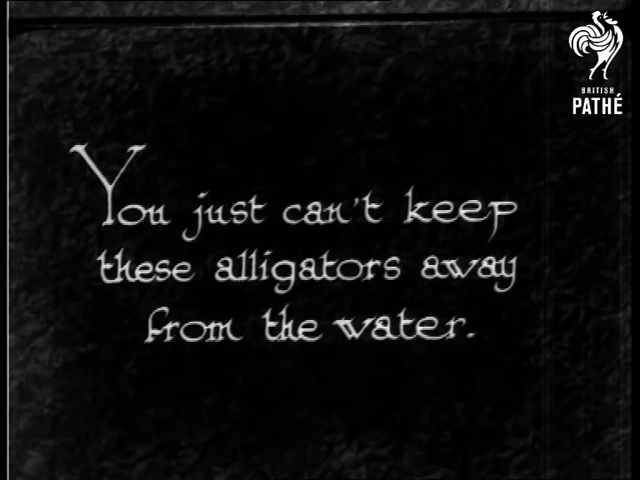 BRITISH
PATHÉ
You just can't keep
these alligators away
from the water.